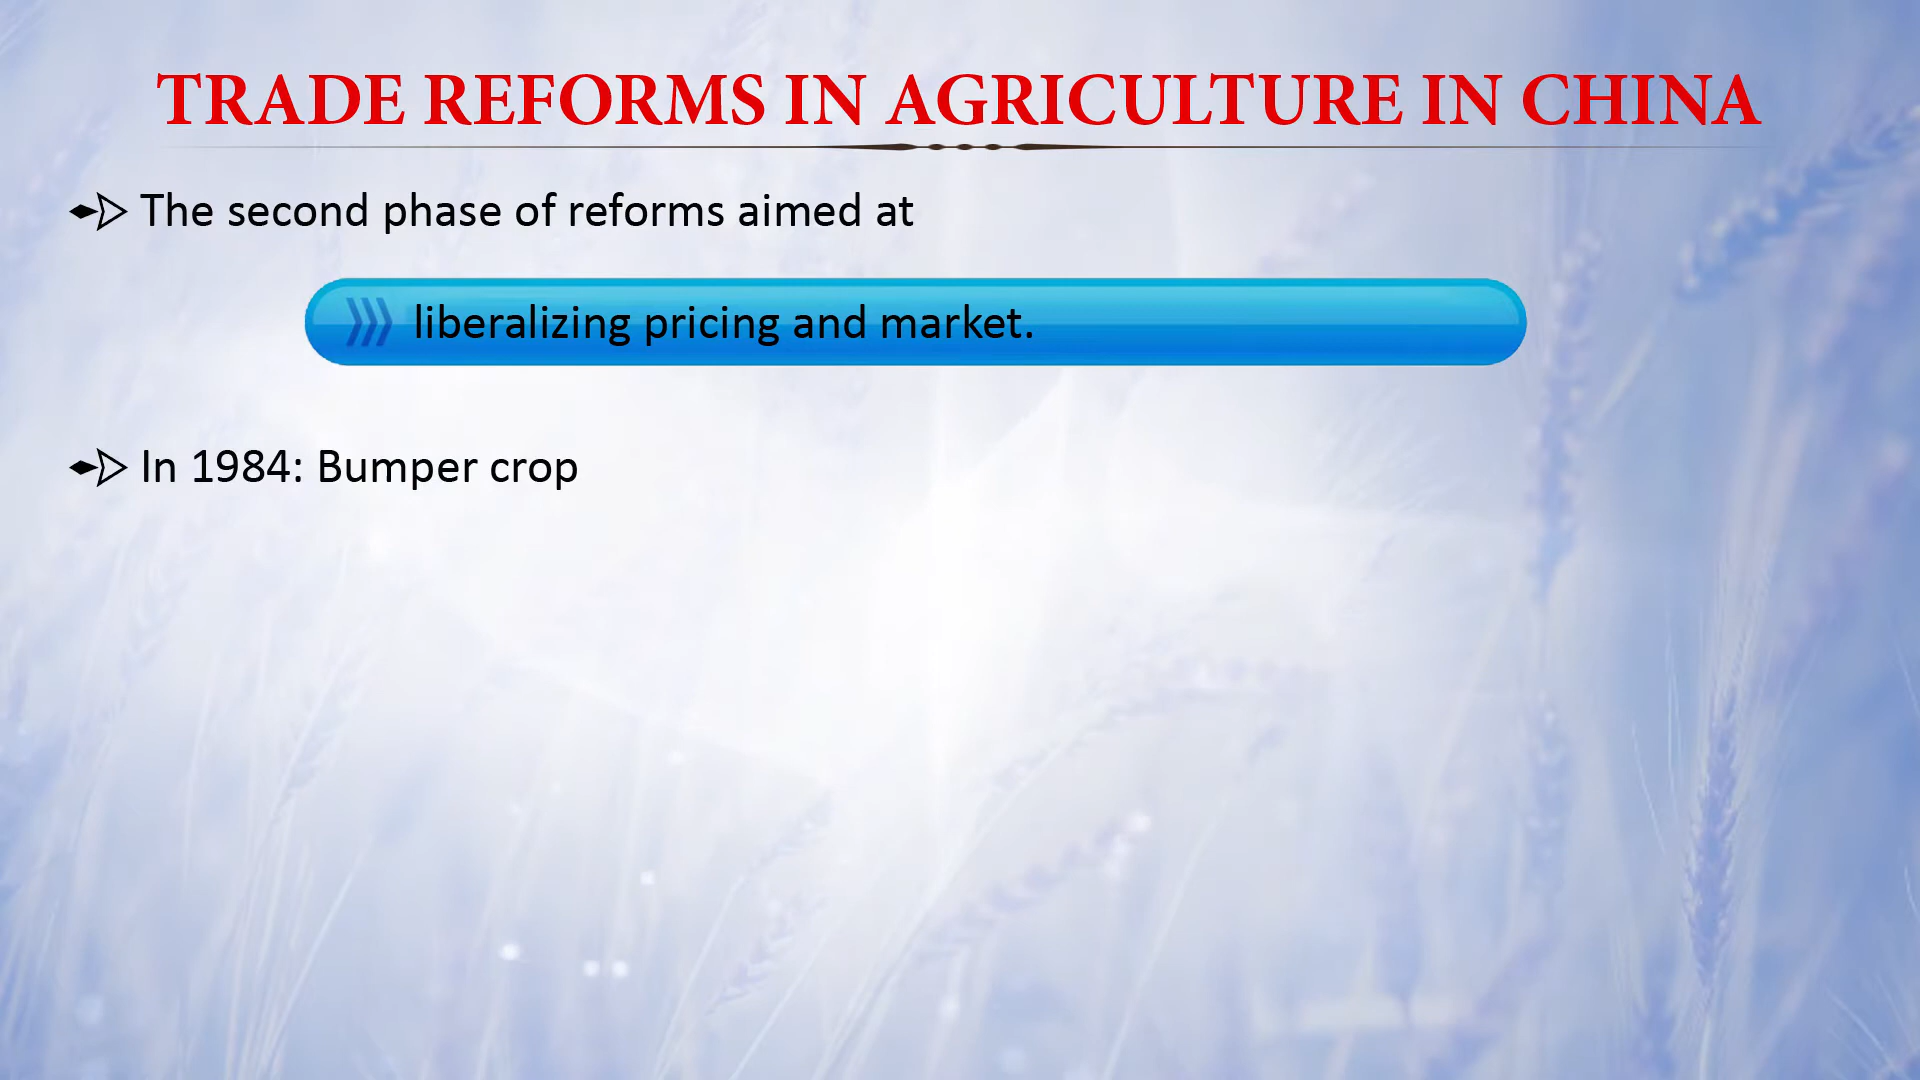 TRADE REFORMS IN AGRICULTURE IN CHINA
The second phase of reforms aimed at
liberalizing pricing and market.
In 1984: Bumper crop